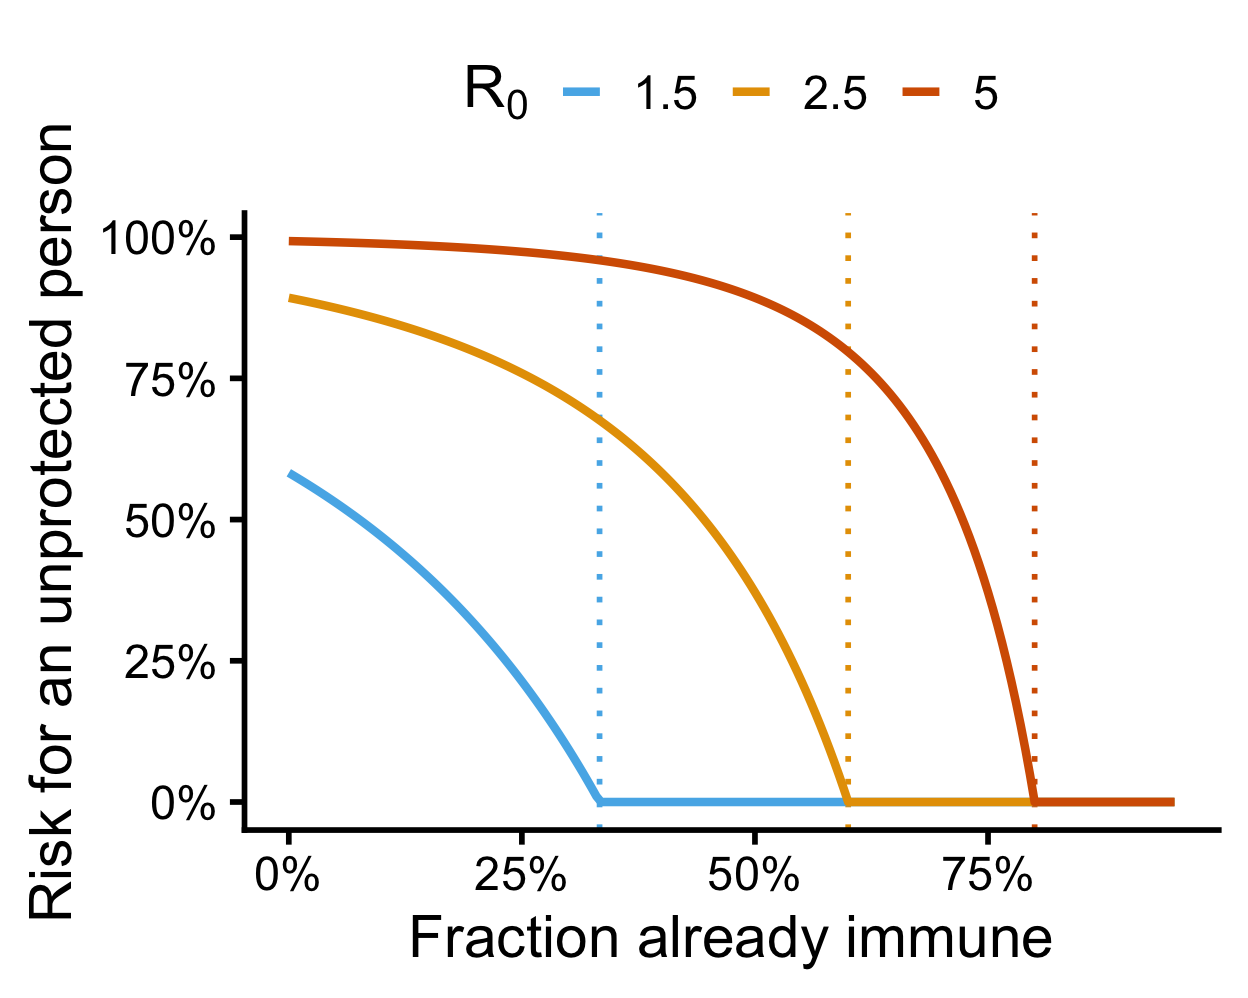 R₀ 1.5 2.5 5
Risk for an unprotected person
100%
75%
50%
25%
0%
0% 25% 50% 75%
Fraction already immune